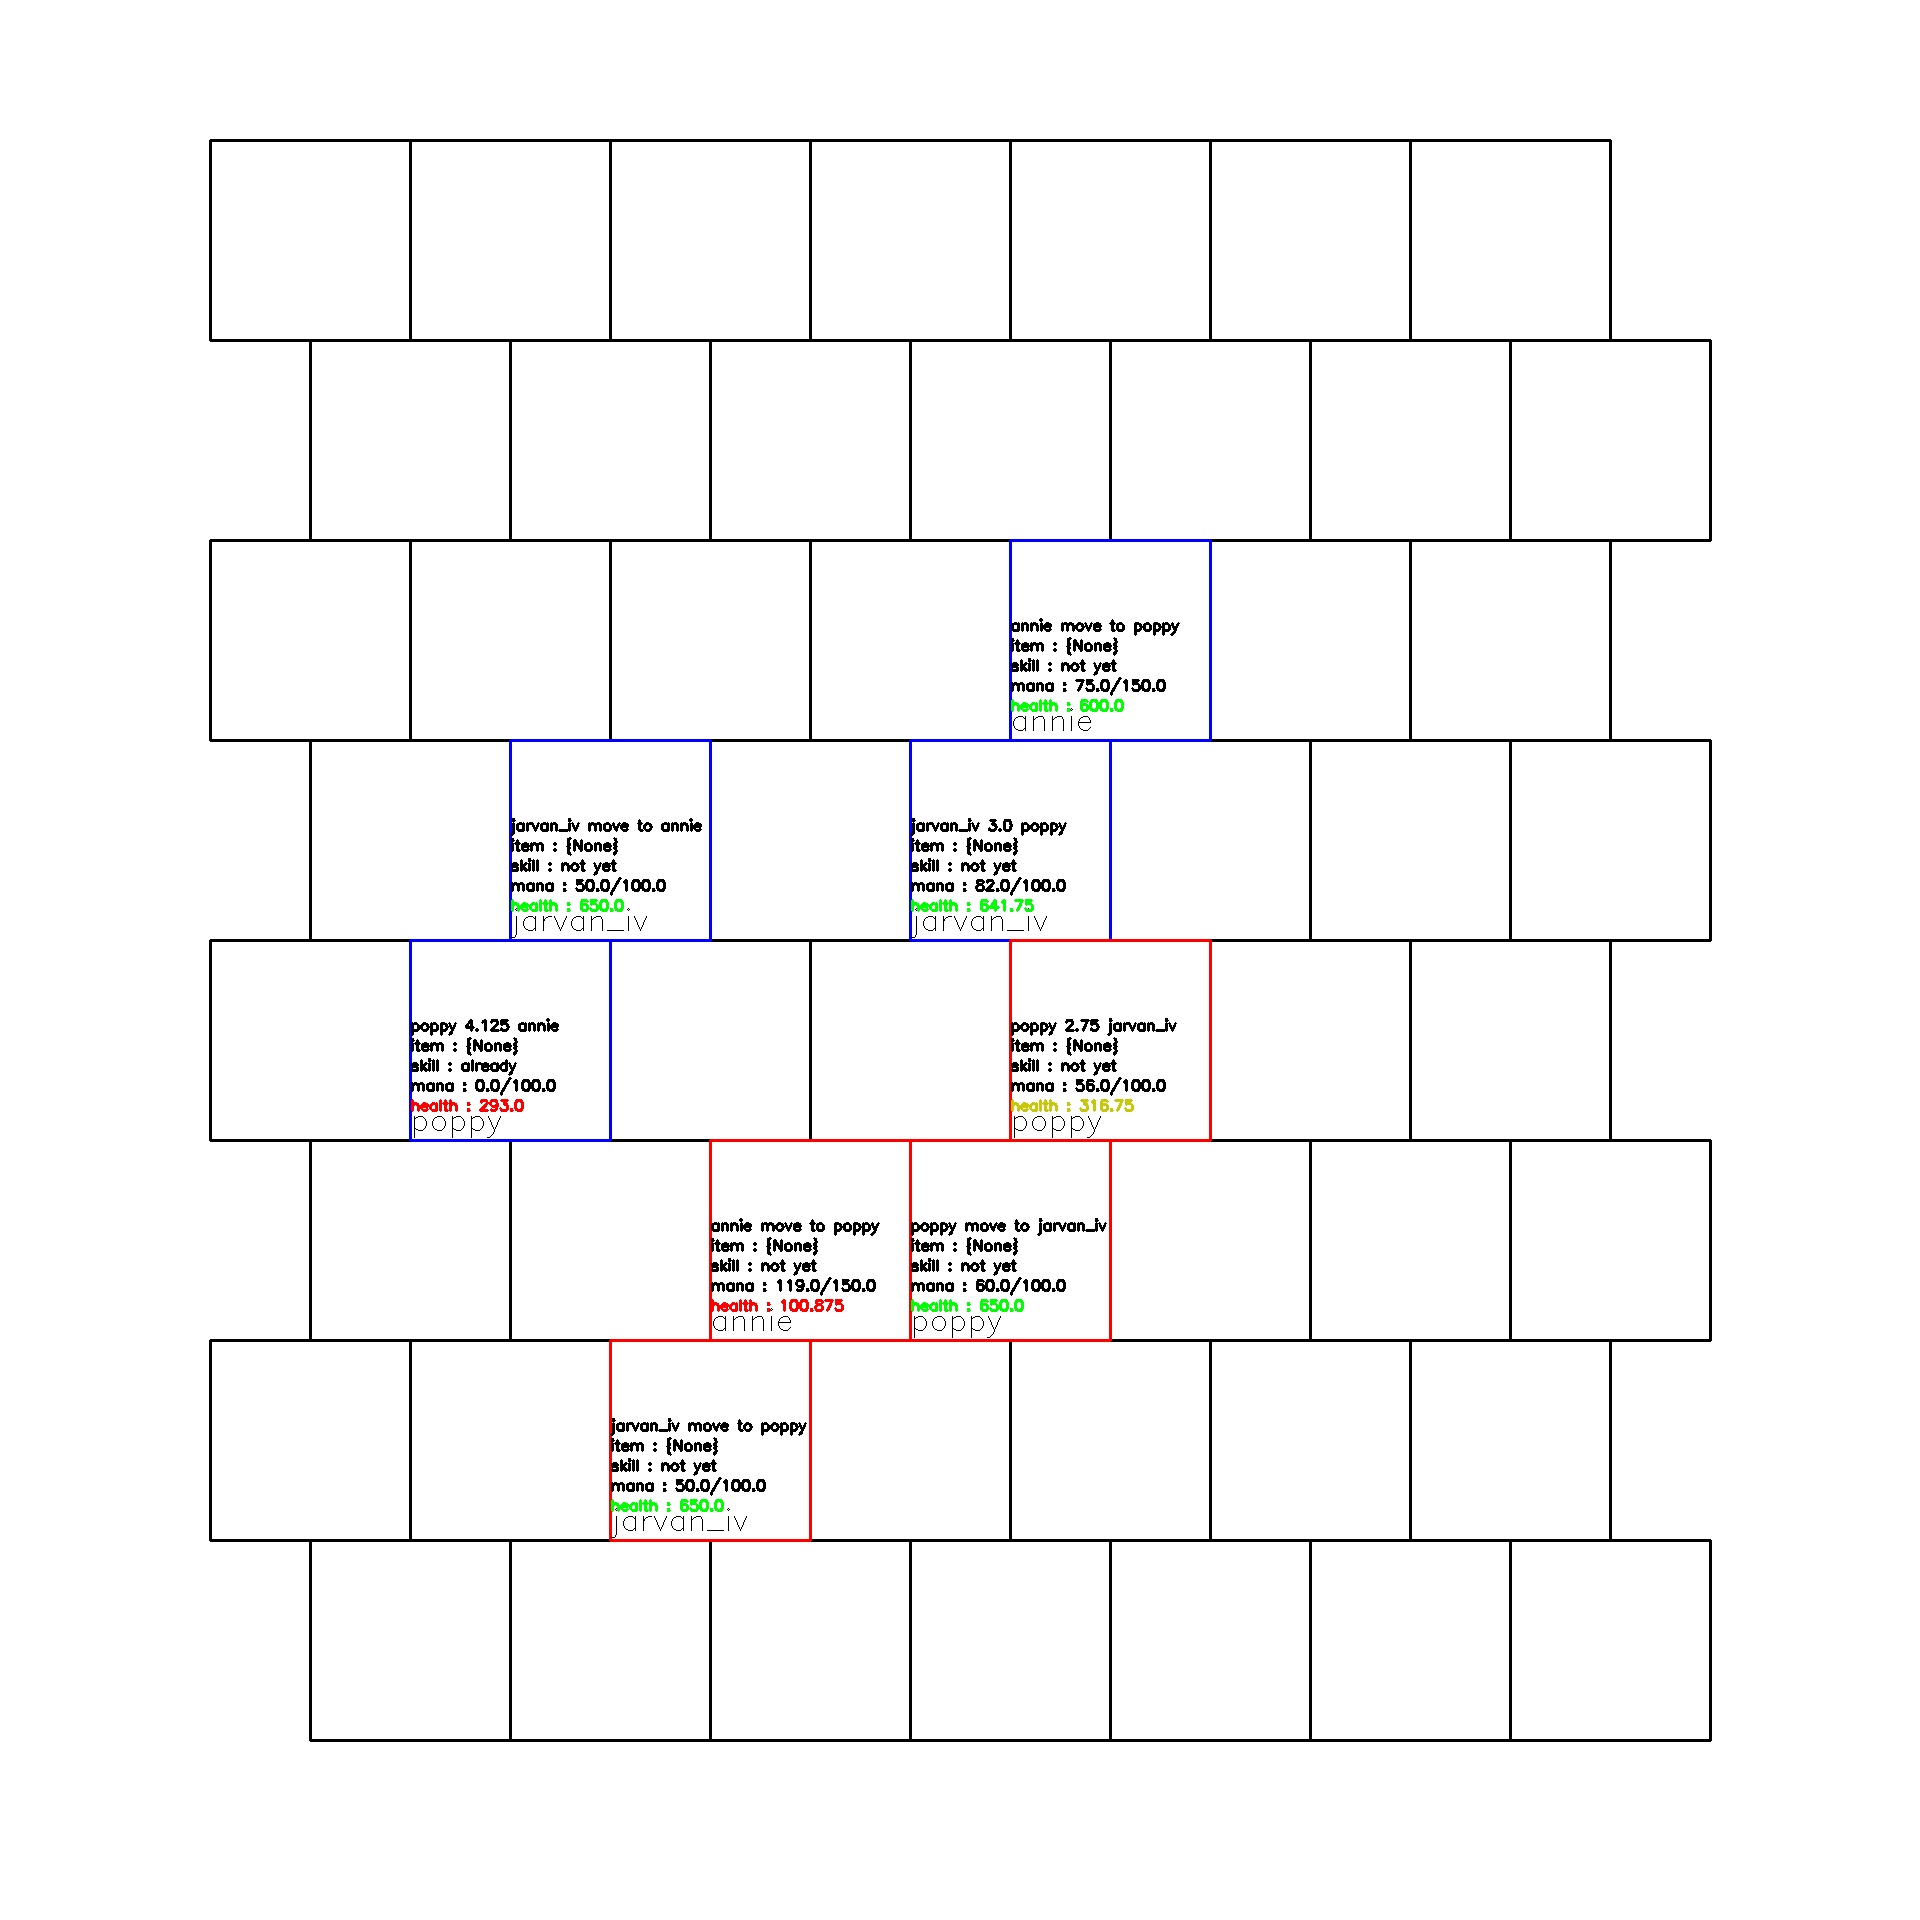 annie move to poppy
item : {None}
skill : not yet
mana : 75.0/150.0
health : 600.0
annie
jarvan_iv move to annie
item : {None}
skill : not yet
mana : 50.0/100.0
health : 650.0
jarvan_iv
jarvan_iv 3.0 poppy
item : {None}
skill : not yet
mana : 82.0/100.0
health : 641.75
jarvan_iv
poppy 4.125 annie
item : {None}
skill : already
mana : 0.0/100.0
health : 293.0
poppy
poppy 2.75 jarvan_iv
item : {None}
skill : not yet
mana : 56.0/100.0
health : 316.75
poppy
annie move to poppy
item : {None}
skill : not yet
mana : 119.0/150.0
health : 100.875
annie
poppy move to jarvan_iv
item : {None}
skill : not yet
mana : 60.0/100.0
health : 650.0
poppy
jarvan_iv move to poppy
item : {None}
skill : not yet
mana : 50.0/100.0
health : 650.0
jarvan_iv